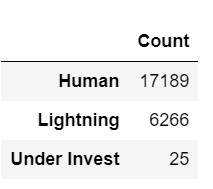 Count
Human 17189
Lightning 6266
Under Invest 25